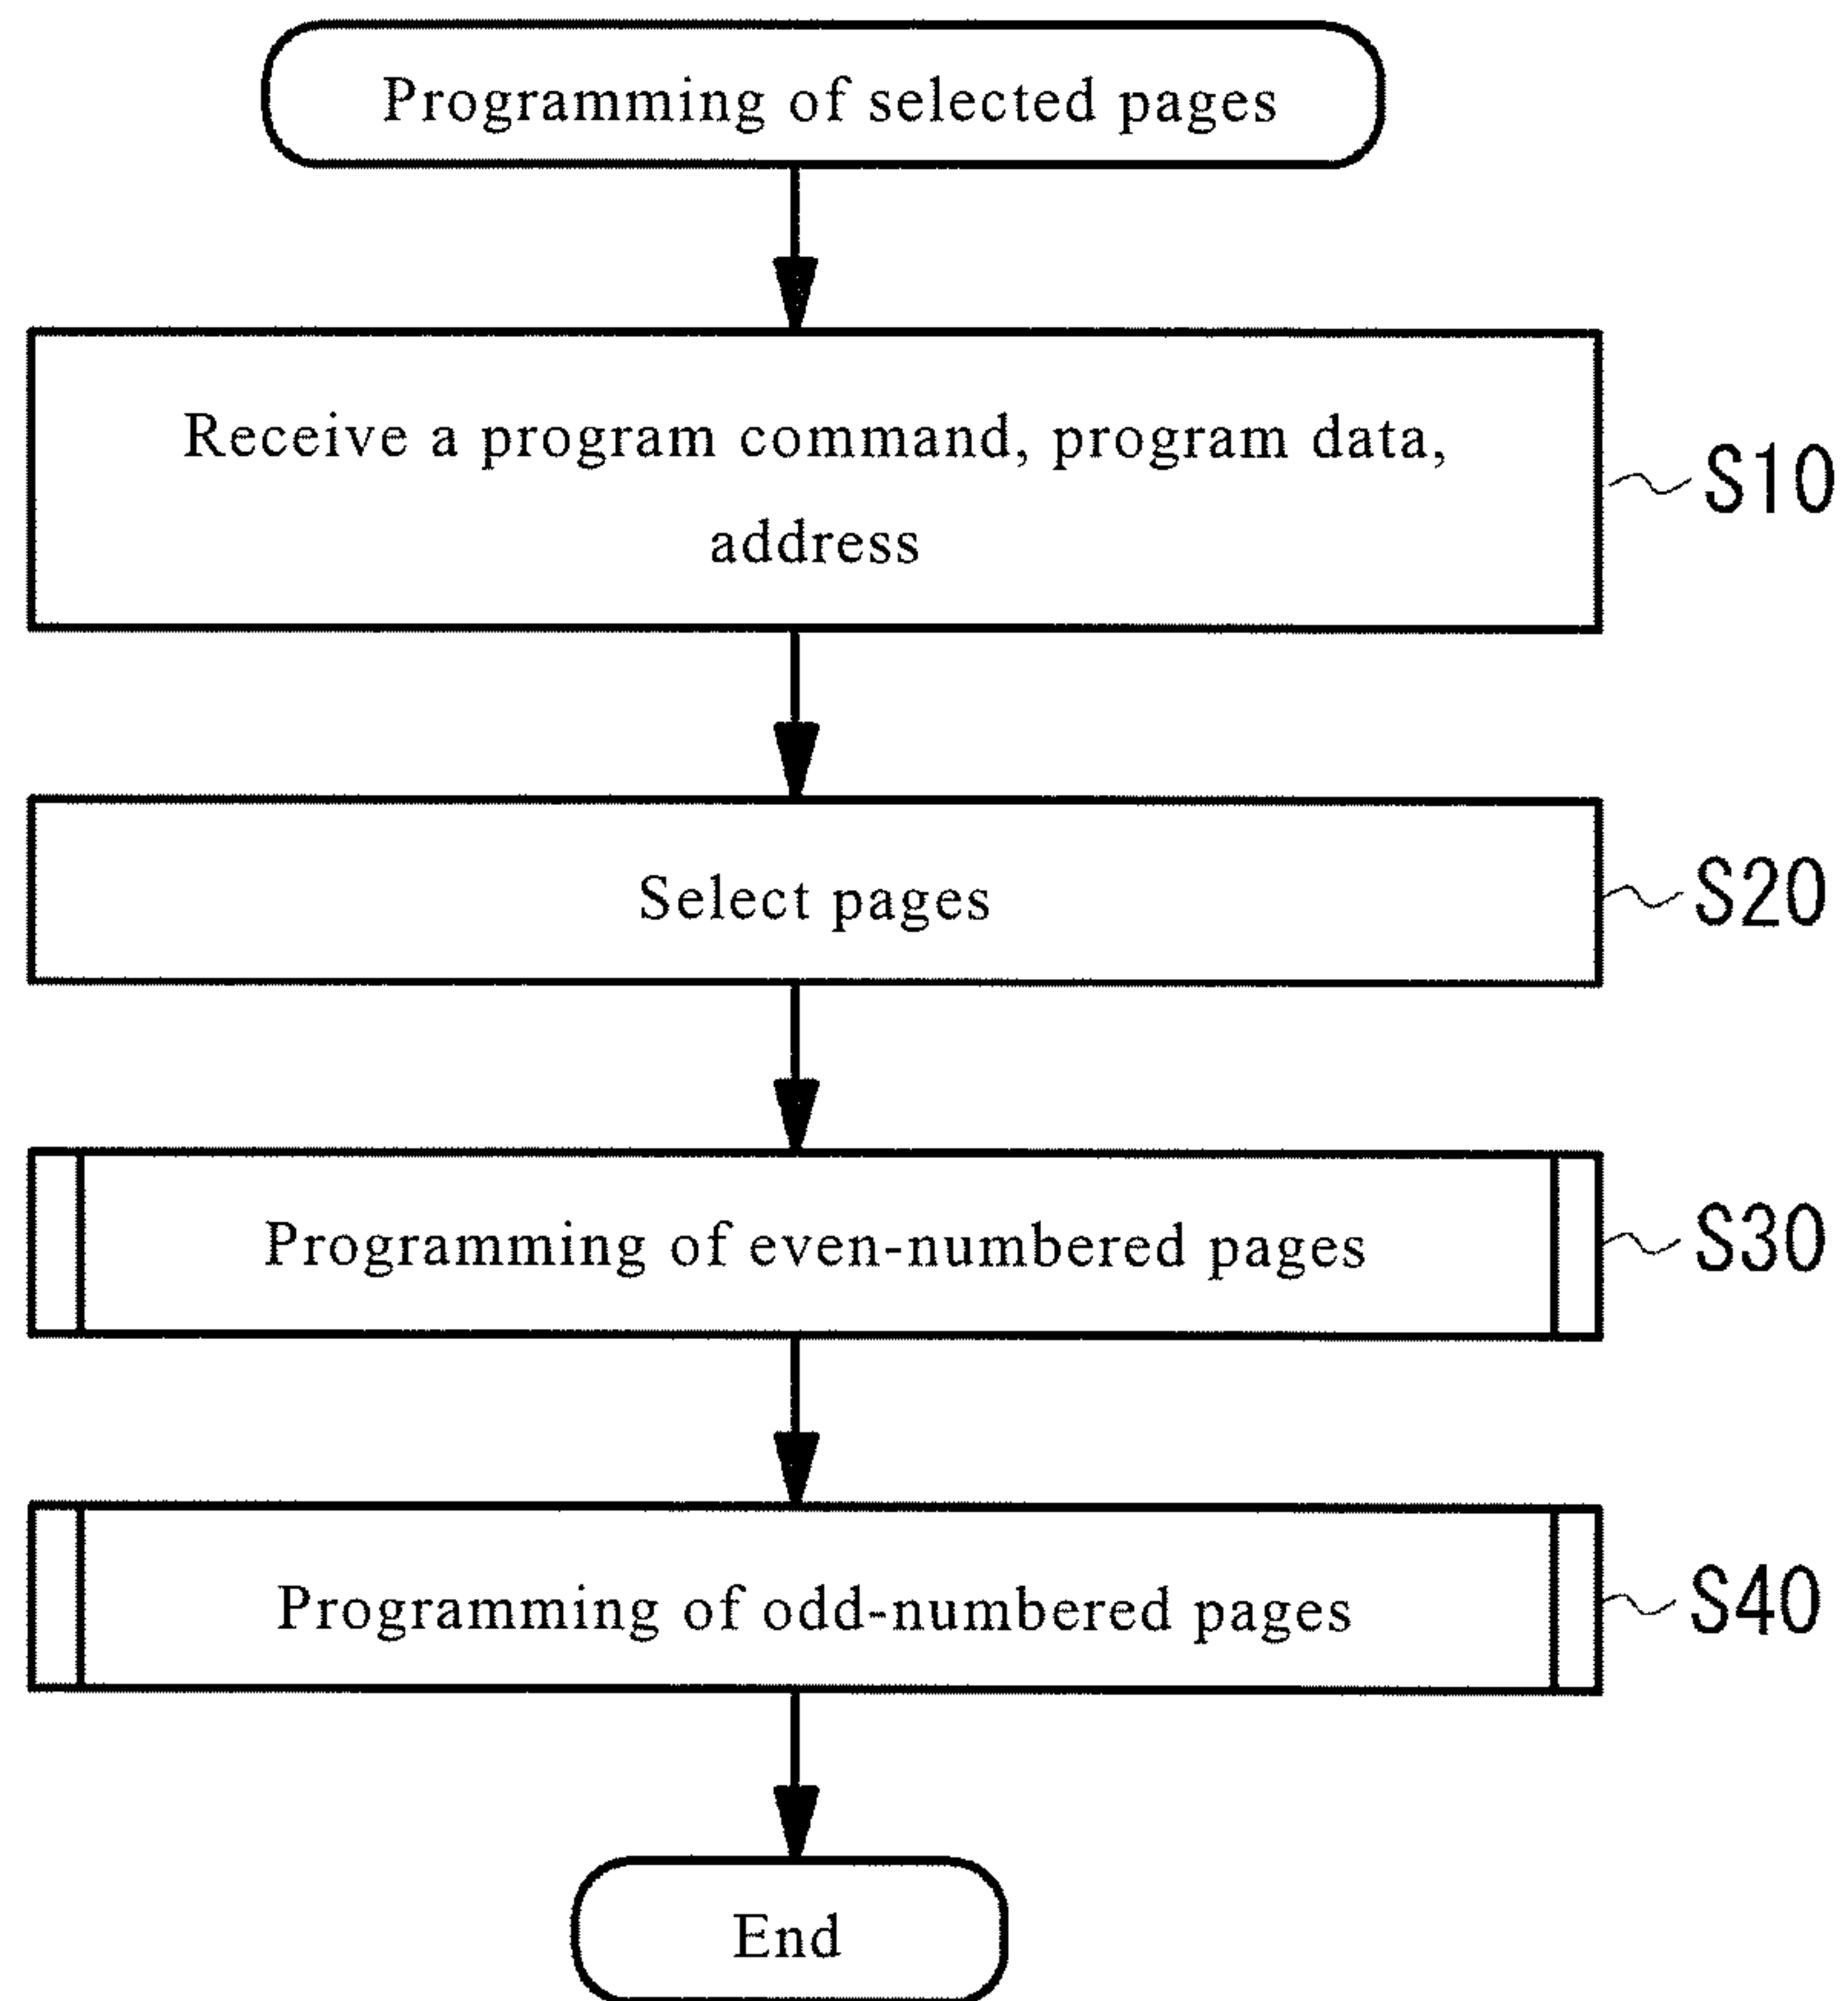 Programming of selected pages
Receive a program command, program data,
address
S10
Select pages
S20
Programming of even-numbered pages
S30
Programming of odd-numbered pages
S40
End